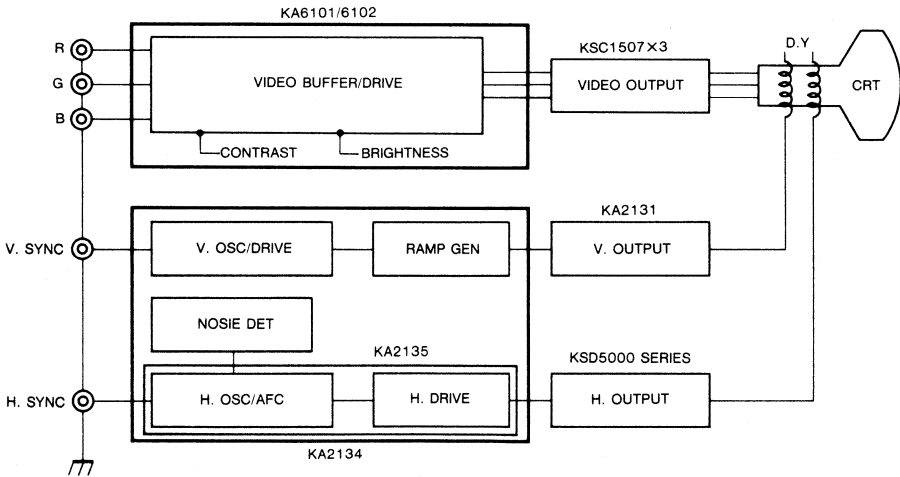 KA6101/6102
R
G
B
VIDEO BUFFER/DRIVE
CONTRAST
BRIGHTNESS
KSC1507×3
VIDEO OUTPUT
D.Y
CRT
V. SYNC
V. OSC/DRIVE
RAMP GEN
KA2131
V. OUTPUT
NOSIE DET
KA2135
H. SYNC
H. OSC/AFC
H. DRIVE
KSD5000 SERIES
H. OUTPUT
KA2134